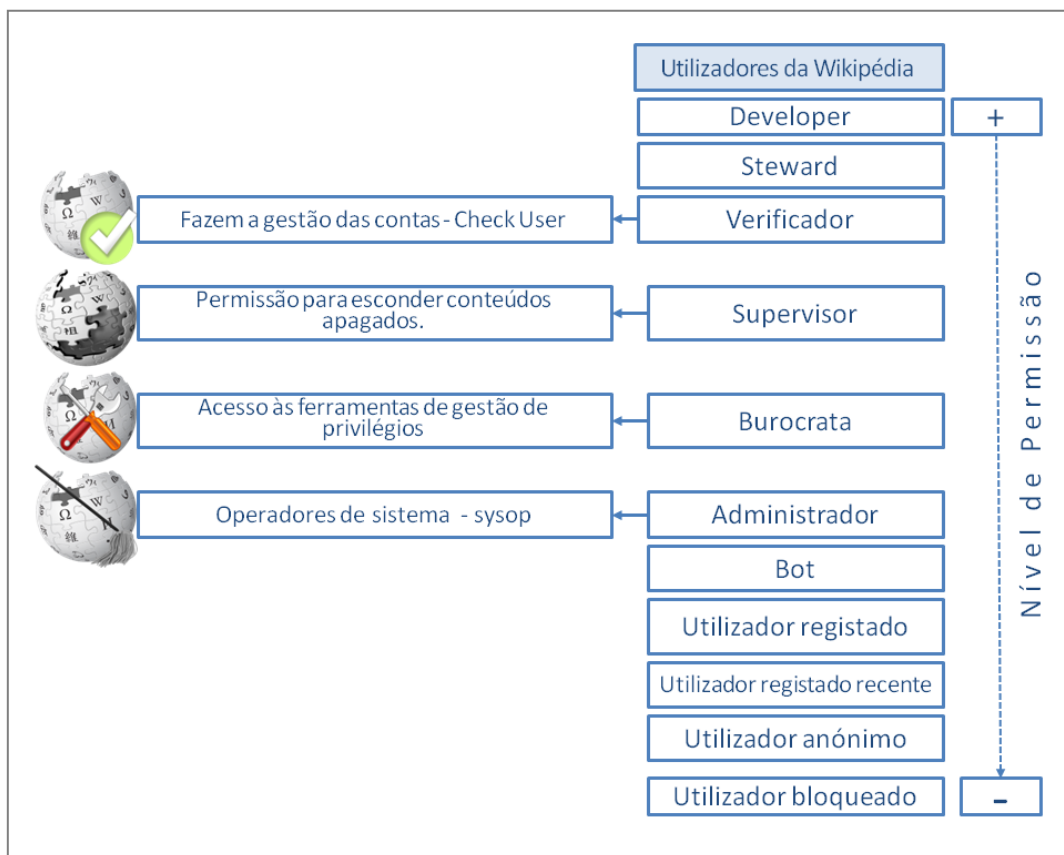 Utilizadores da Wikipédia
Developer
+
Steward
Fazem a gestão das contas - Check User
Verificador
Permissão para esconder conteúdos
apagados.
Supervisor
Acesso às ferramentas de gestão de
privilégios
Burocrata
Operadores de sistema - sysop
Administrador
Bot
Utilizador registado
Utilizador registado recente
Utilizador anónimo
Utilizador bloqueado
-
Nível de Permissão